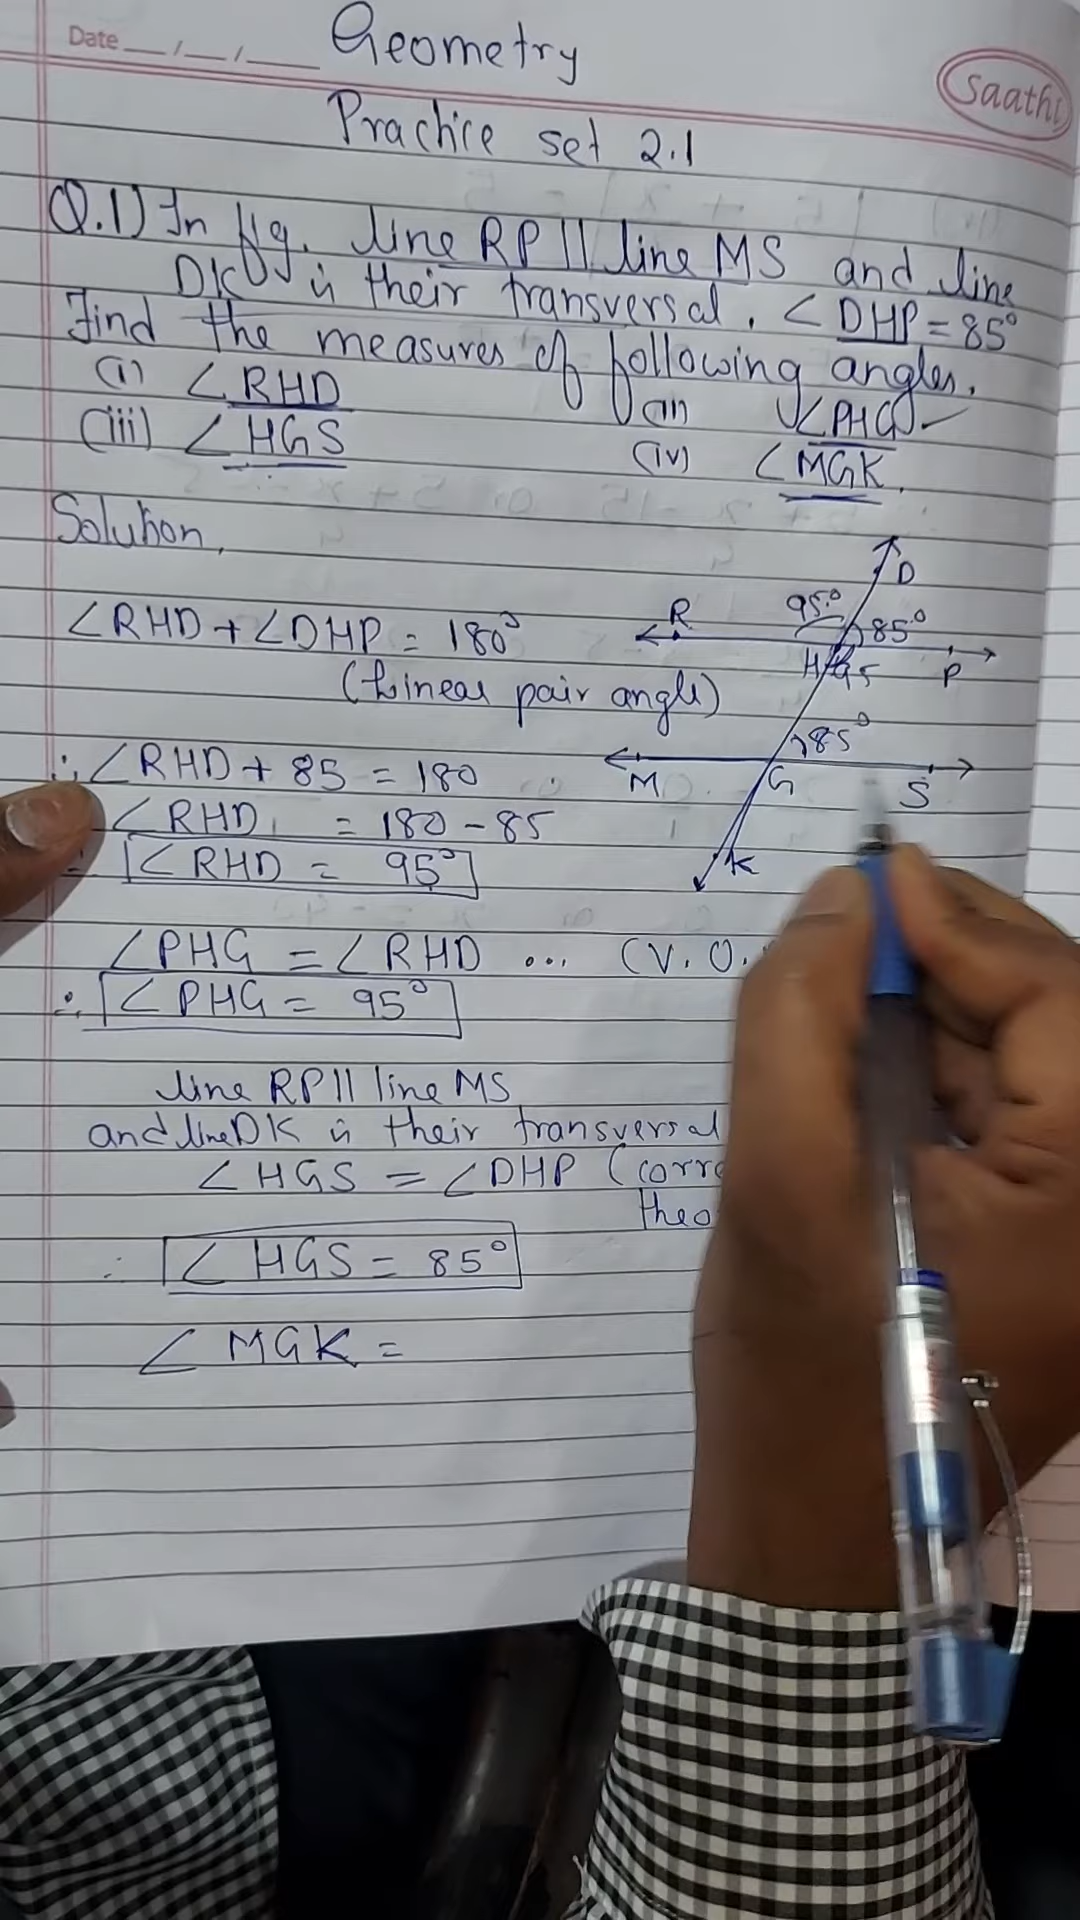 Date __/__/____
Geometry
Saathi
Practice set 2.1
Q.1) In fig. line RP || line MS and line
DK is their transversal. ∠DHP = 85°
Find the measures of following angles.
(i) ∠RHD (ii) ∠PHG
(iii) ∠HGS (iv) ∠MGK.
Solution,
D
95° 85°
R H 95 P
85°
M G S
K
∠RHD + ∠DHP = 180°
(Linear pair angle)
∴ ∠RHD + 85 = 180
∠RHD = 180 - 85
∴ ∠RHD = 95°
∠PHG = ∠RHD ... (V.O.
∴ ∠PHG = 95°
line RP || line MS
and line DK is their transversal
∠HGS = ∠DHP (corre
theo
∴ ∠HGS = 85°
∠MGK =